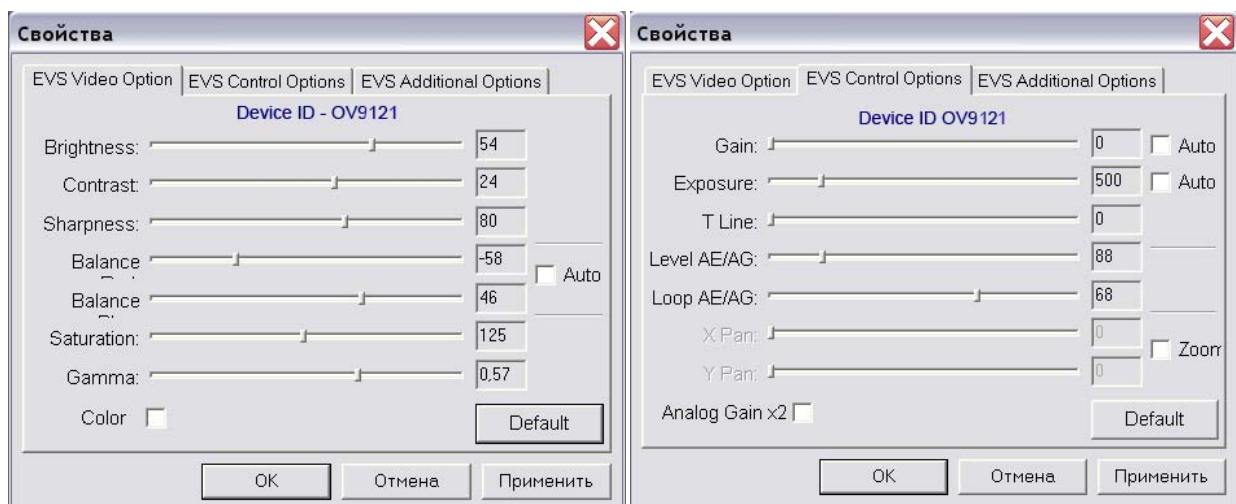 Свойства
EVS Video Option EVS Control Options EVS Additional Options
Device ID - OV9121
Brightness: 54
Contrast: 24
Sharpness: 80
Balance -58
Auto
Balance 46
Saturation: 125
Gamma: 0,57
Color
Default
OK Отмена Применить
Свойства
EVS Video Option EVS Control Options EVS Additional Options
Device ID OV9121
Gain: 0 Auto
Exposure: 500 Auto
T Line: 0
Level AE/AG: 88
Loop AE/AG: 68
X Pan: 0
Zoom
Y Pan: 0
Analog Gain x2
Default
OK Отмена Применить